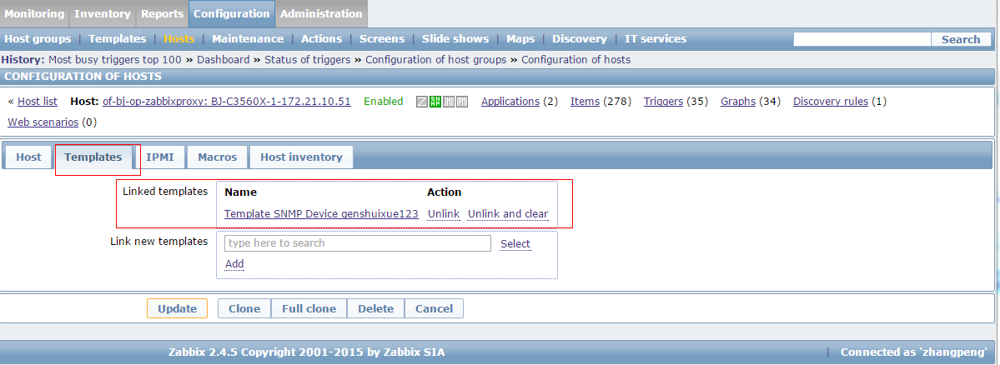 Monitoring Inventory Reports Configuration Administration
Host groups | Templates | Hosts | Maintenance | Actions | Screens | Slide shows | Maps | Discovery | IT services Search
History: Most busy triggers top 100 » Dashboard » Status of triggers » Configuration of host groups » Configuration of hosts
CONFIGURATION OF HOSTS
« Host list Host: of-bj-op-zabbixproxy: BJ-C3560X-1-172.21.10.51 Enabled Z SNMP JMX IPMI Applications (2) Items (278) Triggers (35) Graphs (34) Discovery rules (1)
Web scenarios (0)
Host Templates IPMI Macros Host inventory
Linked templates Name Action
Template SNMP Device genshuixue123 Unlink Unlink and clear
Link new templates type here to search Select
Add
Update Clone Full clone Delete Cancel
Zabbix 2.4.5 Copyright 2001-2015 by Zabbix SIA | Connected as 'zhangpeng'